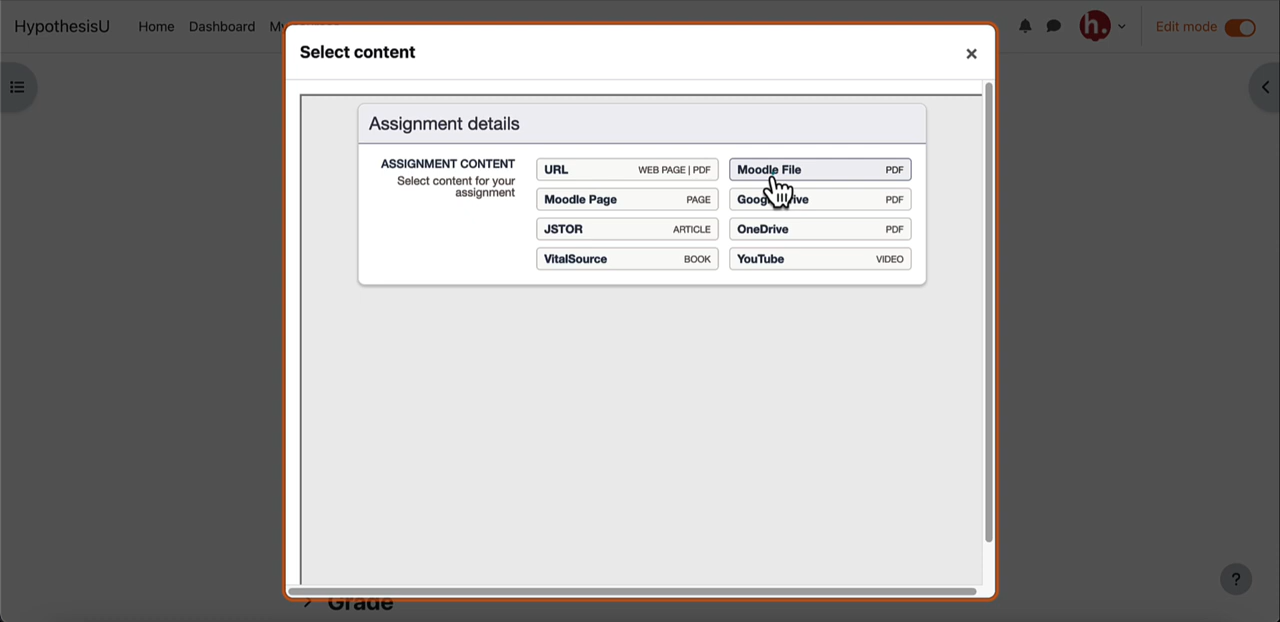 HypothesisU Home Dashboard My
Edit mode
Select content
×
Assignment details
ASSIGNMENT CONTENT
Select content for your
assignment
URL WEB PAGE | PDF
Moodle File PDF
Moodle Page PAGE
PDF
JSTOR ARTICLE
OneDrive PDF
VitalSource BOOK
YouTube VIDEO
Grade
h.
?